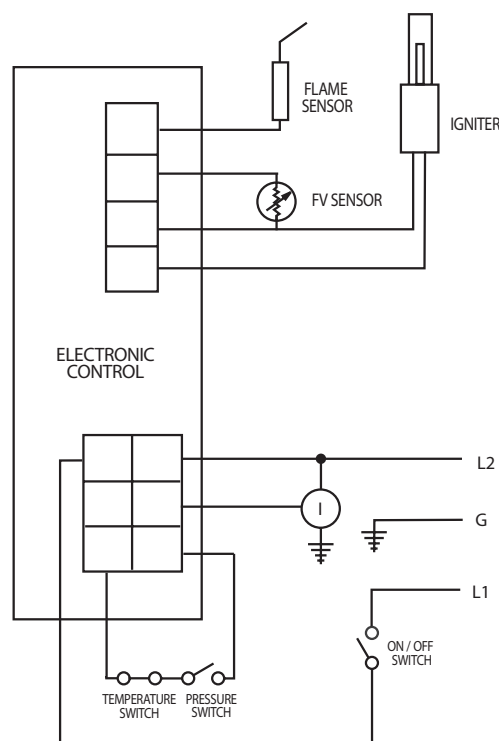 FLAME
SENSOR
IGNITER
FV SENSOR
ELECTRONIC
CONTROL
L2
I
G
L1
ON / OFF
SWITCH
TEMPERATURE
SWITCH
PRESSURE
SWITCH